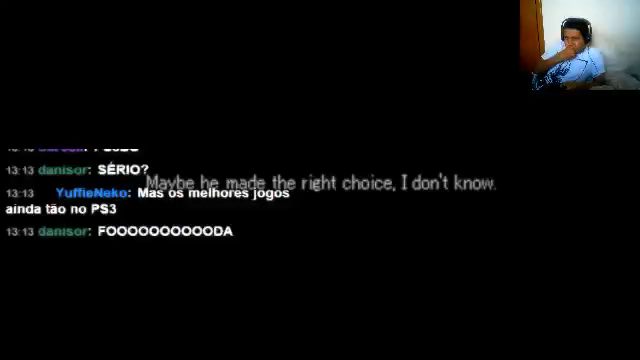 13:13 danisor: SÉRIO?
Maybe he made the right choice, I don't know.
13:13 YuffieNeko: Mas os melhores jogos
ainda tão no PS3
13:13 danisor: FOOOOOOOOOODA